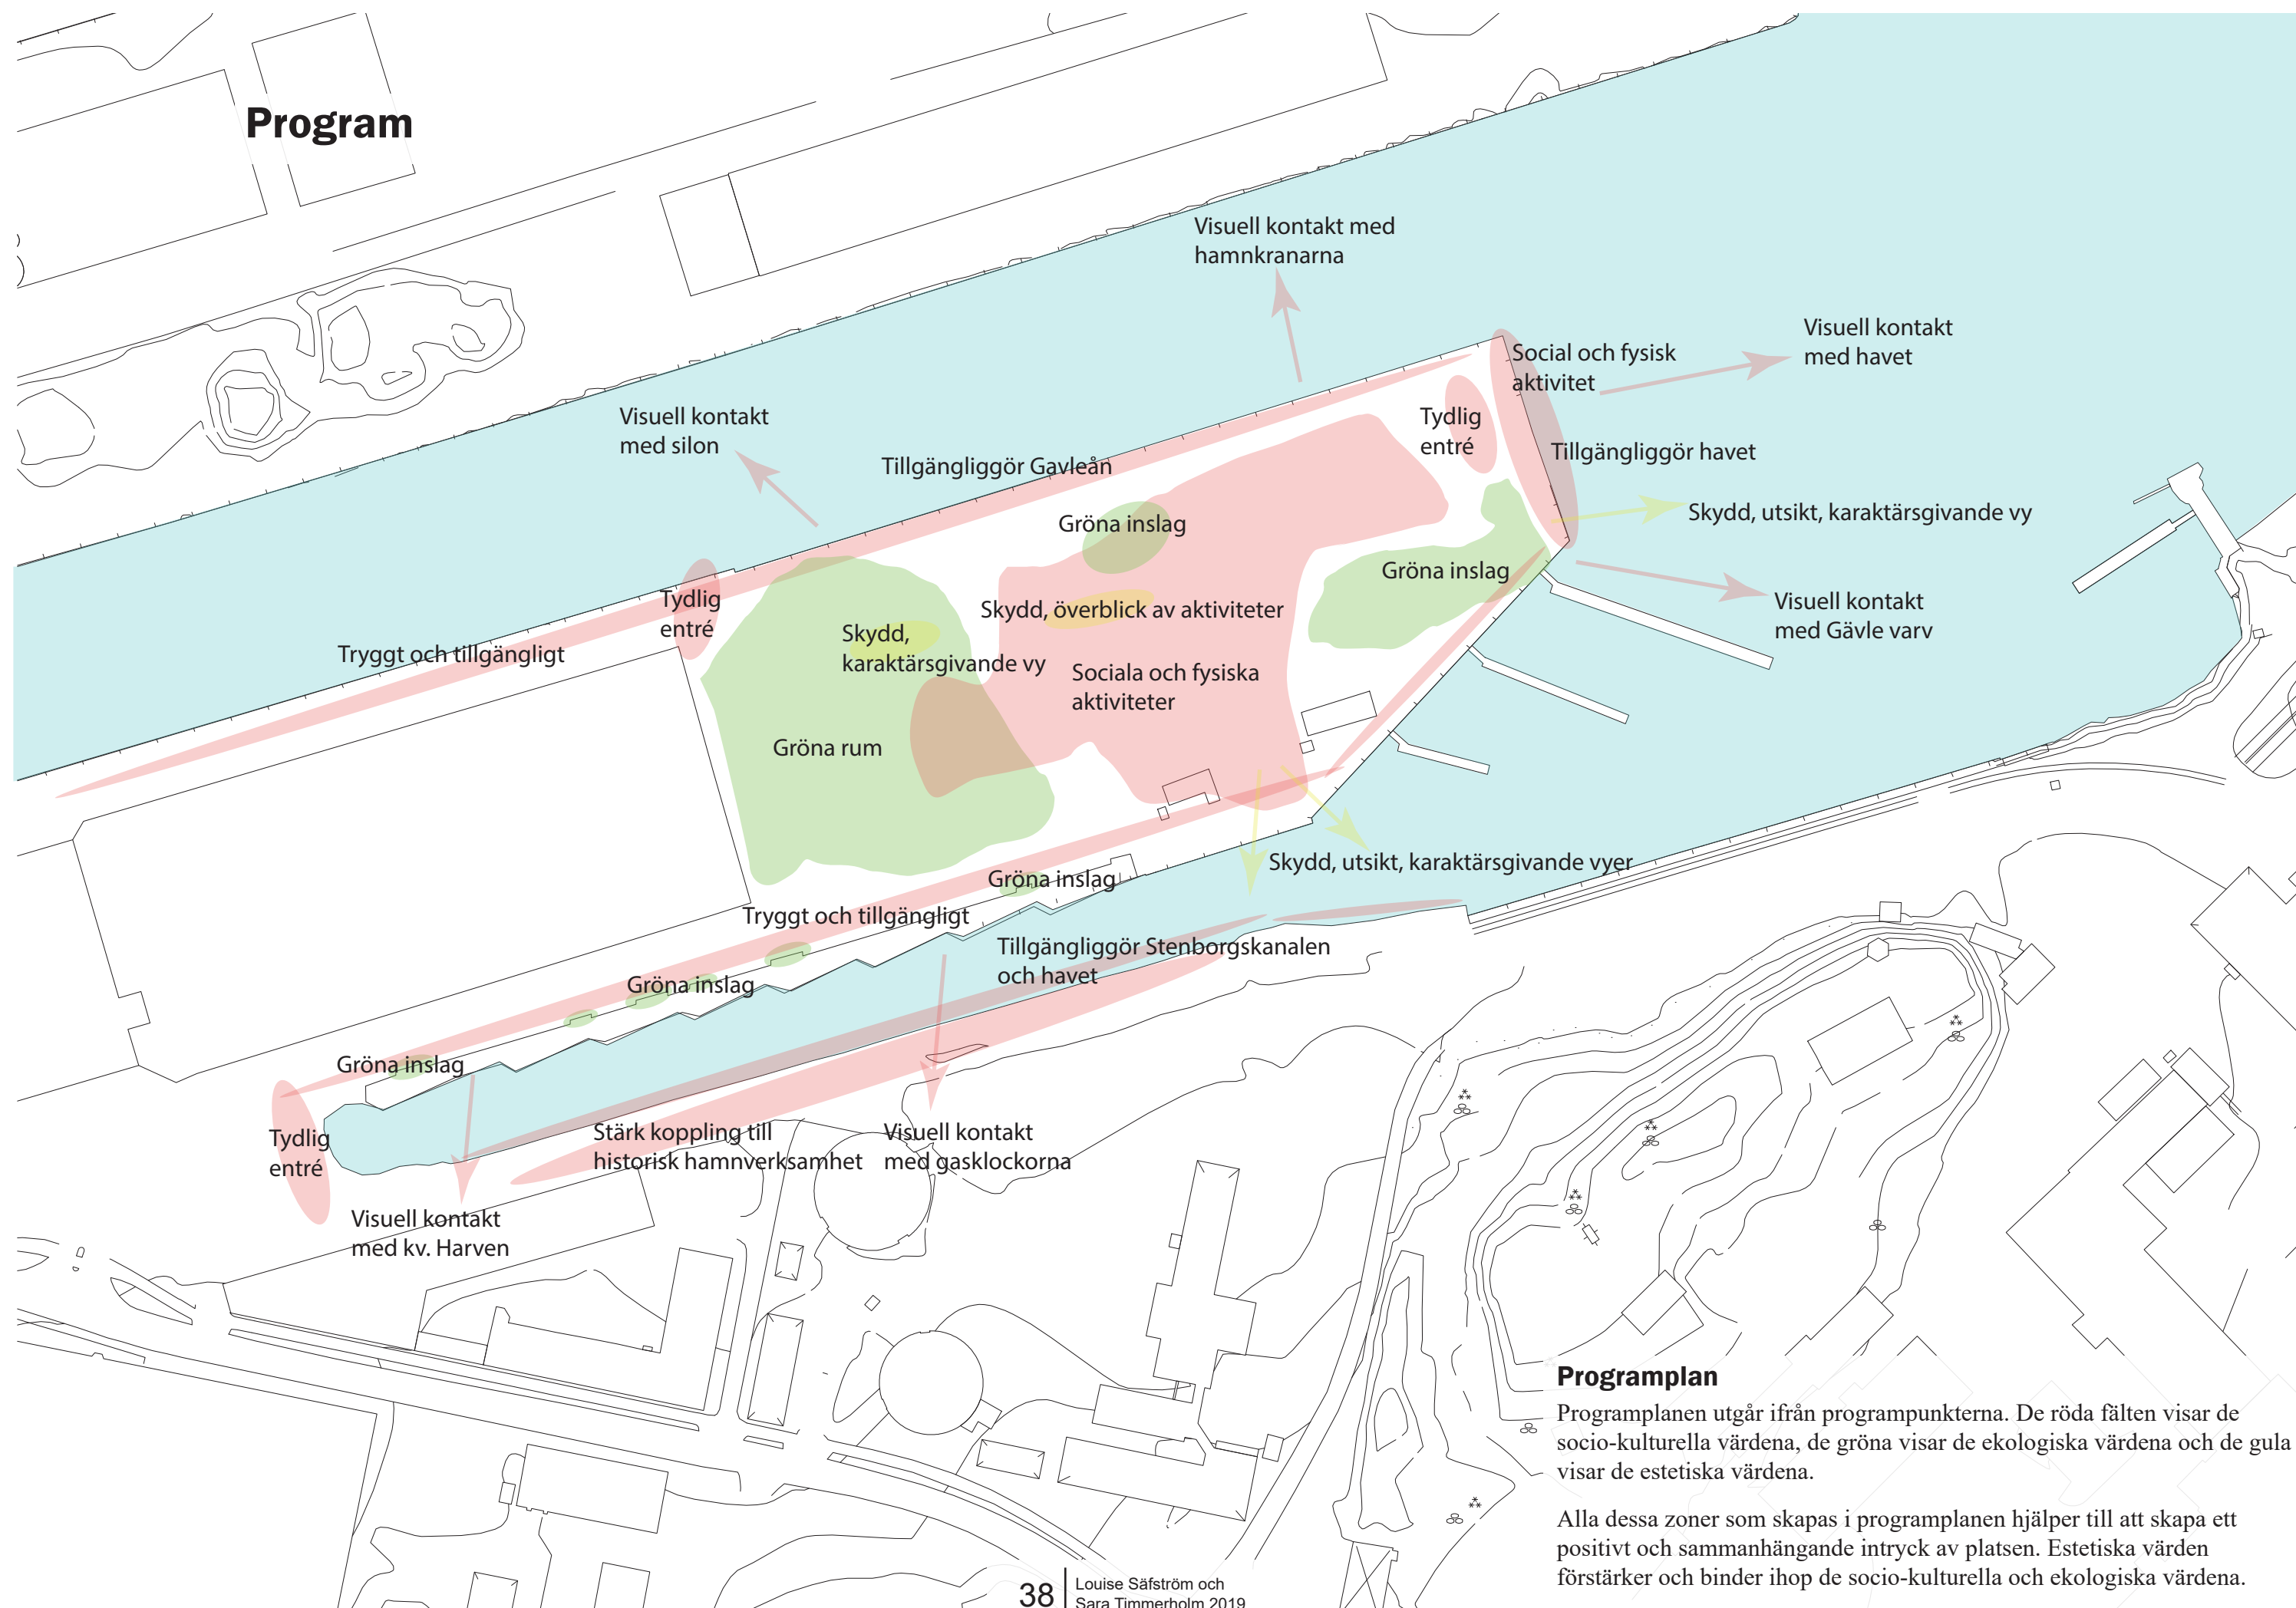 Program
Visuell kontakt med
hamnkranarna
Visuell kontakt
med havet
Social och fysisk
aktivitet
Visuell kontakt
med silon
Tydlig
entré
Tillgängliggör Gavleån
Tillgängliggör havet
Gröna inslag
Skydd, utsikt, karaktärsgivande vy
Gröna inslag
Tydlig
entré
Skydd, överblick av aktiviteter
Visuell kontakt
med Gävle varv
Skydd,
karaktärsgivande vy
Tryggt och tillgängligt
Sociala och fysiska
aktiviteter
Gröna rum
Skydd, utsikt, karaktärsgivande vyer
Gröna inslag
Tryggt och tillgängligt
Tillgängliggör Stenborgskanalen
och havet
Gröna inslag
Gröna inslag
Tydlig
entré
Stärk koppling till
historisk hamnverksamhet
Visuell kontakt
med gasklockorna
Visuell kontakt
med kv. Harven
Programplan
Programplanen utgår ifrån programpunkterna. De röda fälten visar de
socio-kulturella värdena, de gröna visar de ekologiska värdena och de gula
visar de estetiska värdena.
Alla dessa zoner som skapas i programplanen hjälper till att skapa ett
positivt och sammanhängande intryck av platsen. Estetiska värden
förstärker och binder ihop de socio-kulturella och ekologiska värdena.
38
Louise Säfström och
Sara Timmerholm 2019